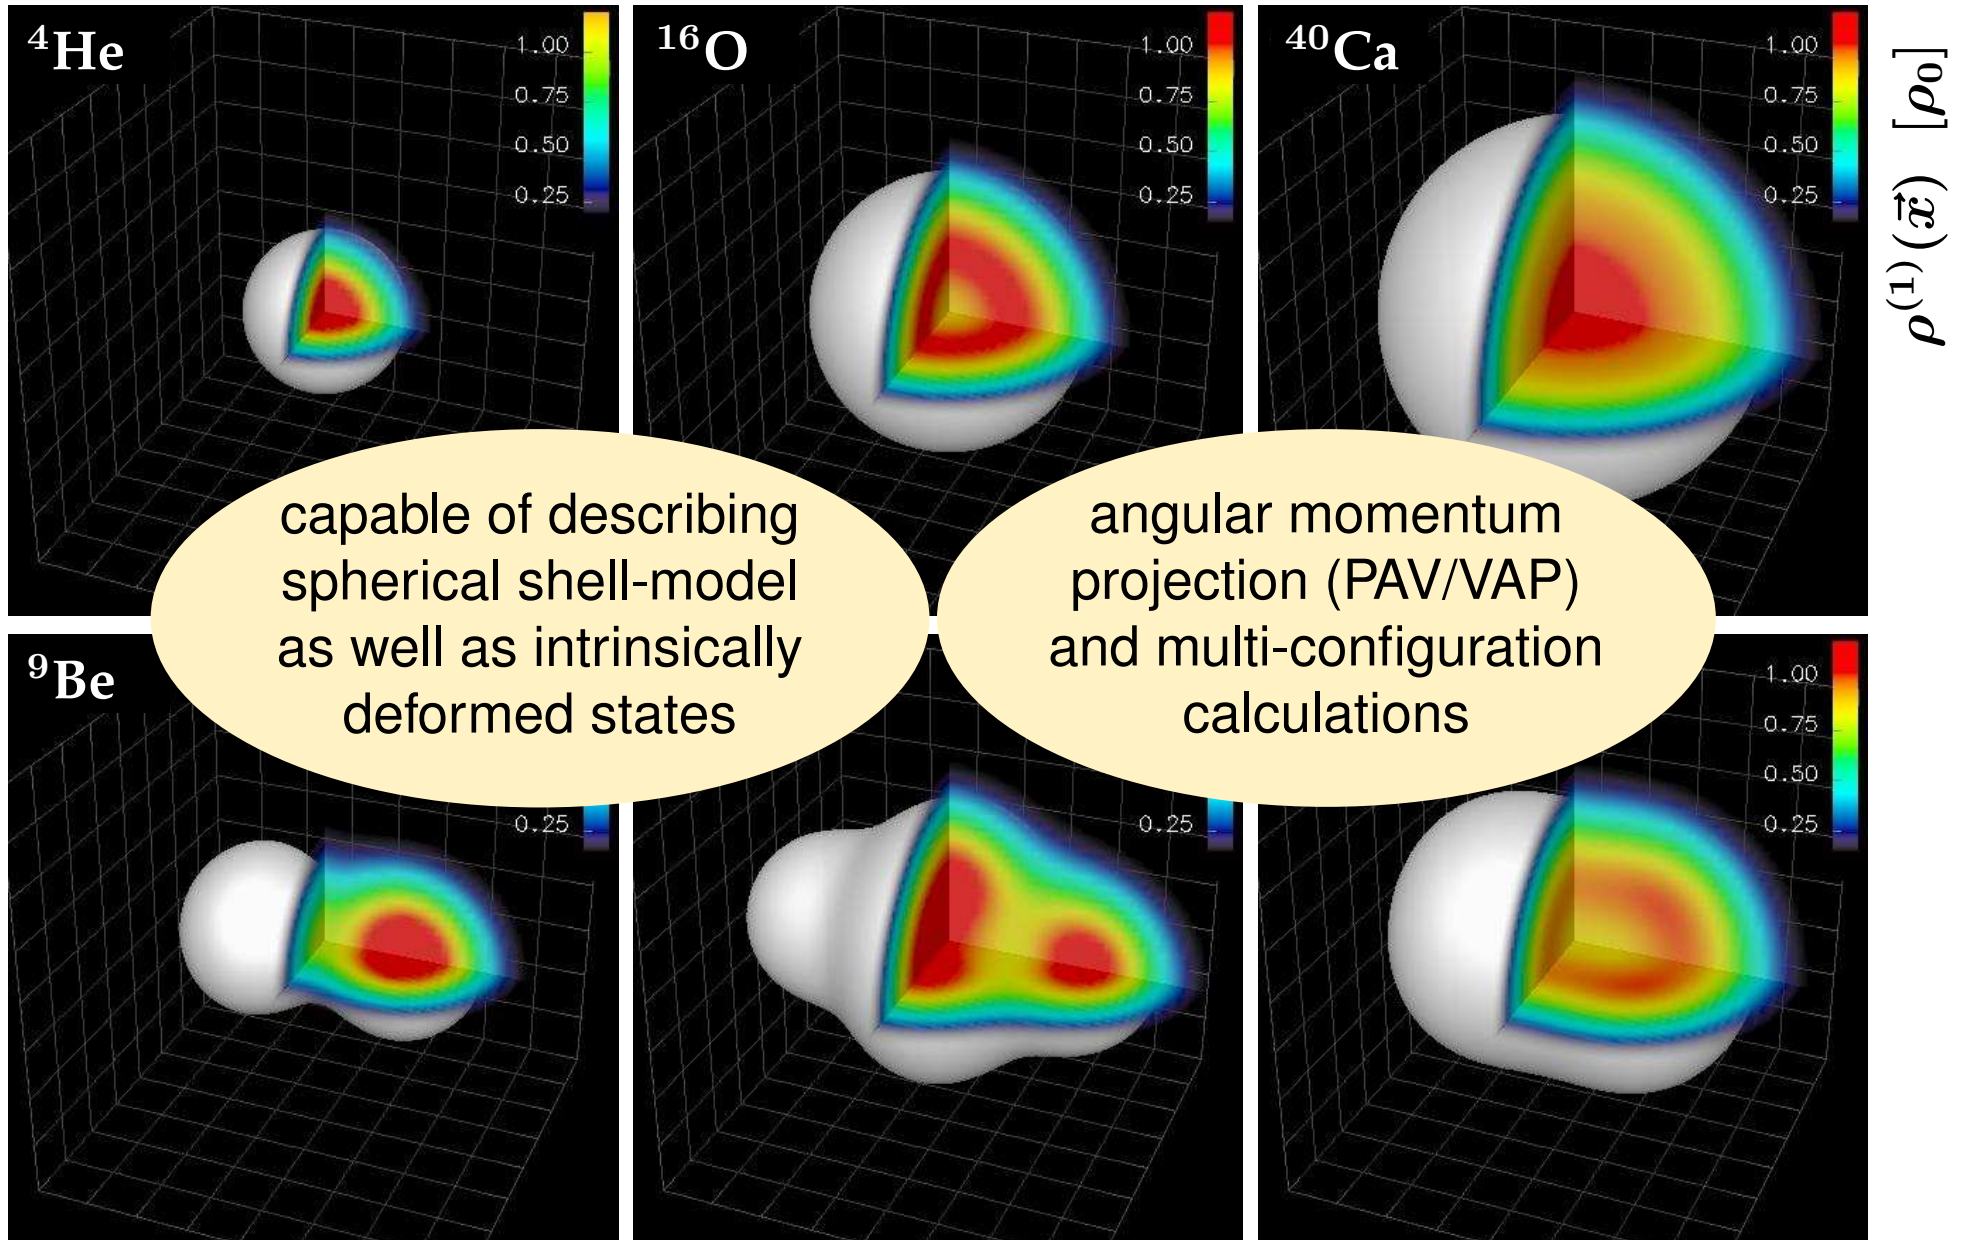 ⁴He
1.00
0.75
0.50
0.25
¹⁶O
1.00
0.75
0.50
0.25
⁴⁰Ca
1.00
0.75
0.50
0.25
ρ⁽¹⁾(x⃗) [ρ₀]
capable of describing
spherical shell-model
as well as intrinsically
deformed states
angular momentum
projection (PAV/VAP)
and multi-configuration
calculations
⁹Be
0.25
0.25
1.00
0.75
0.50
0.25